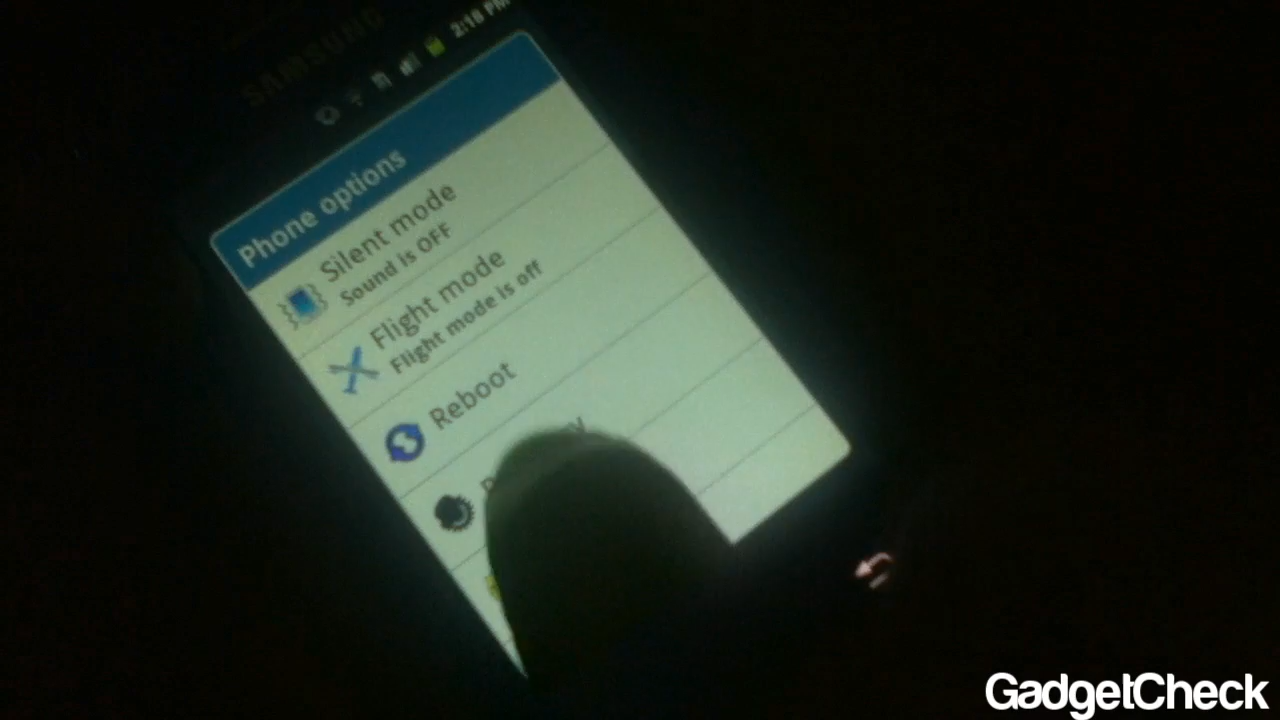 SAMSUNG
2:18 PM
Phone options
Silent mode
Sound is OFF
Flight mode
Flight mode is off
Reboot
GadgetCheck